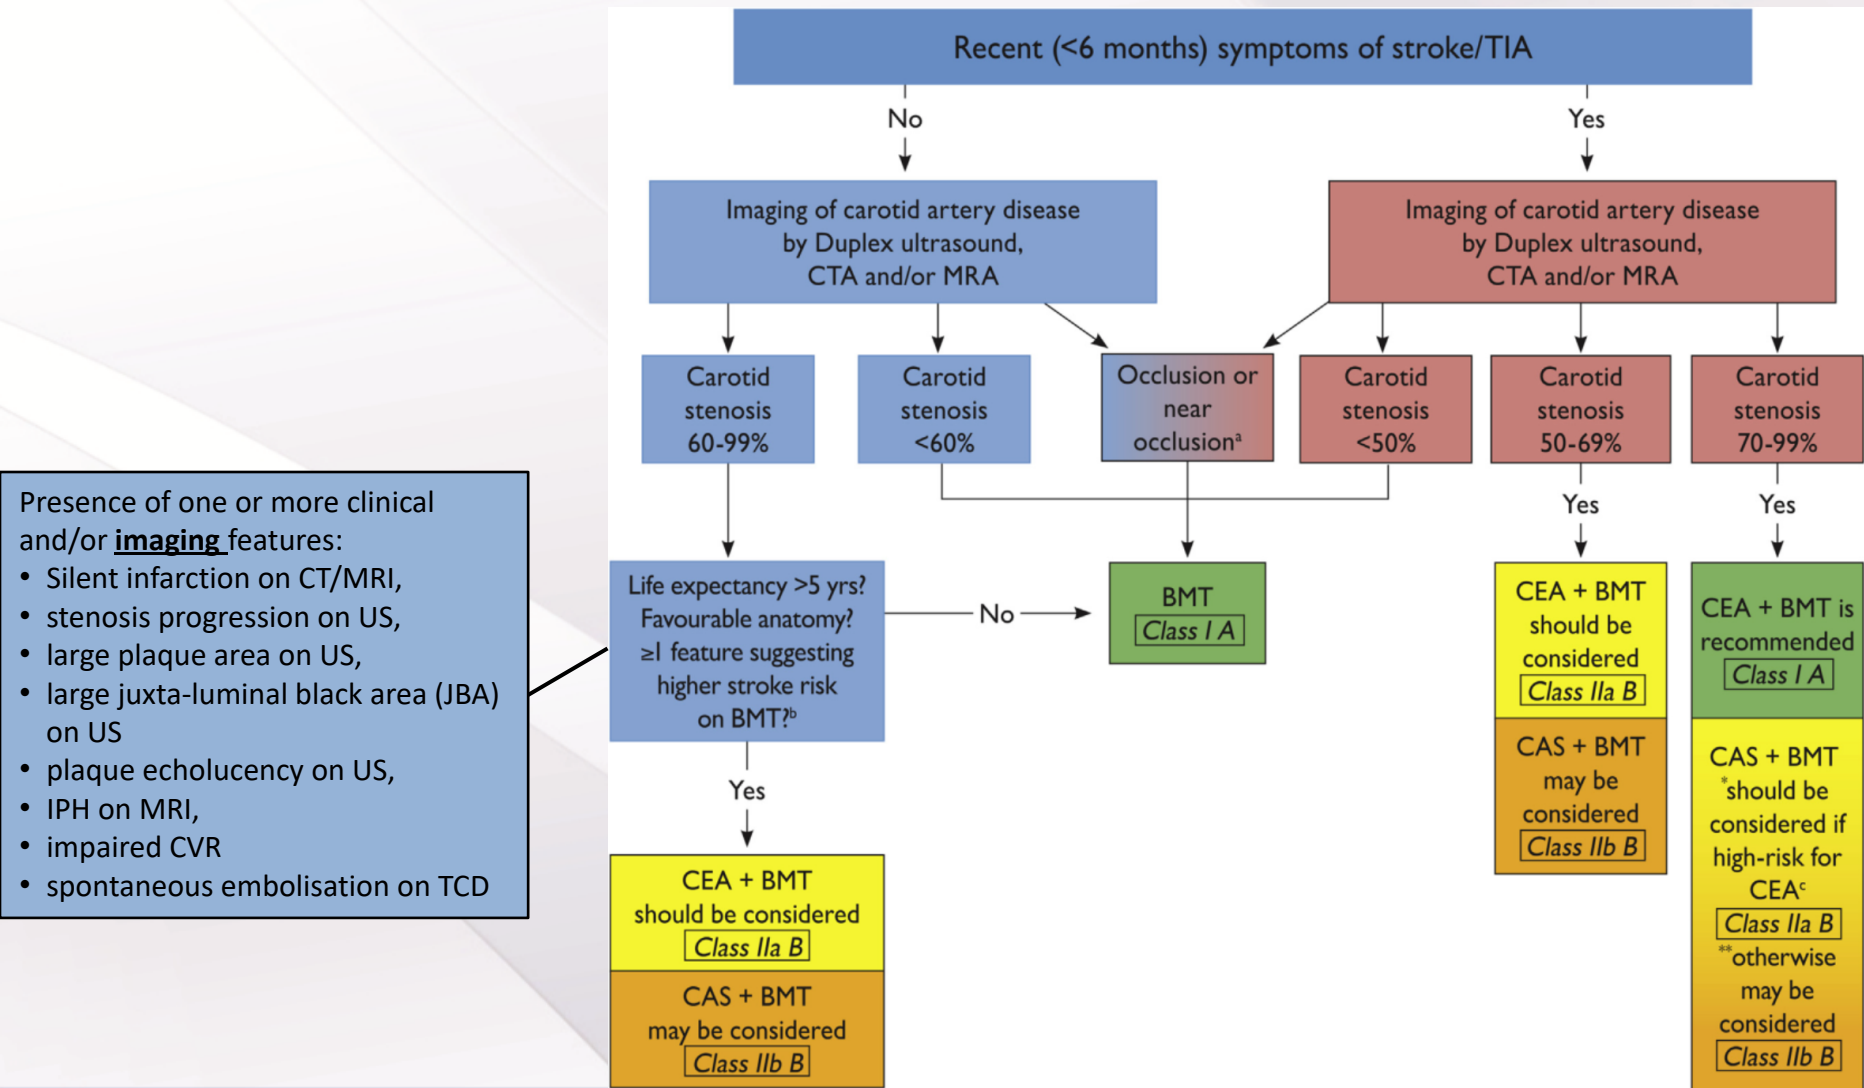 Recent (<6 months) symptoms of stroke/TIA
No
Yes
Imaging of carotid artery disease
by Duplex ultrasound,
CTA and/or MRA
Imaging of carotid artery disease
by Duplex ultrasound,
CTA and/or MRA
Carotid
stenosis
60-99%
Carotid
stenosis
<60%
Occlusion or
near
occlusionᵃ
Carotid
stenosis
<50%
Carotid
stenosis
50-69%
Carotid
stenosis
70-99%
Presence of one or more clinical
and/or imaging features:
• Silent infarction on CT/MRI,
• stenosis progression on US,
• large plaque area on US,
• large juxta-luminal black area (JBA)
on US
• plaque echolucency on US,
• IPH on MRI,
• impaired CVR
• spontaneous embolisation on TCD
Life expectancy >5 yrs?
Favourable anatomy?
≥1 feature suggesting
higher stroke risk
on BMT?ᵇ
No
BMT
Class I A
Yes
Yes
CEA + BMT
should be
considered
Class IIa B
CAS + BMT
may be
considered
Class IIb B
CEA + BMT is
recommended
Class I A
CAS + BMT
*should be
considered if
high-risk for
CEAᶜ
Class IIa B
**otherwise
may be
considered
Class IIb B
Yes
CEA + BMT
should be considered
Class IIa B
CAS + BMT
may be considered
Class IIb B